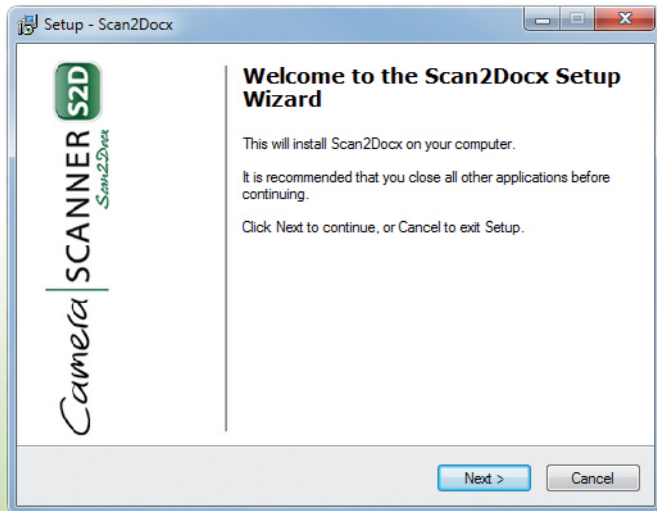 Setup - Scan2Docx
Camera SCANNER S2D
Scan2Docx
Welcome to the Scan2Docx Setup
Wizard
This will install Scan2Docx on your computer.
It is recommended that you close all other applications before
continuing.
Click Next to continue, or Cancel to exit Setup.
Next >
Cancel